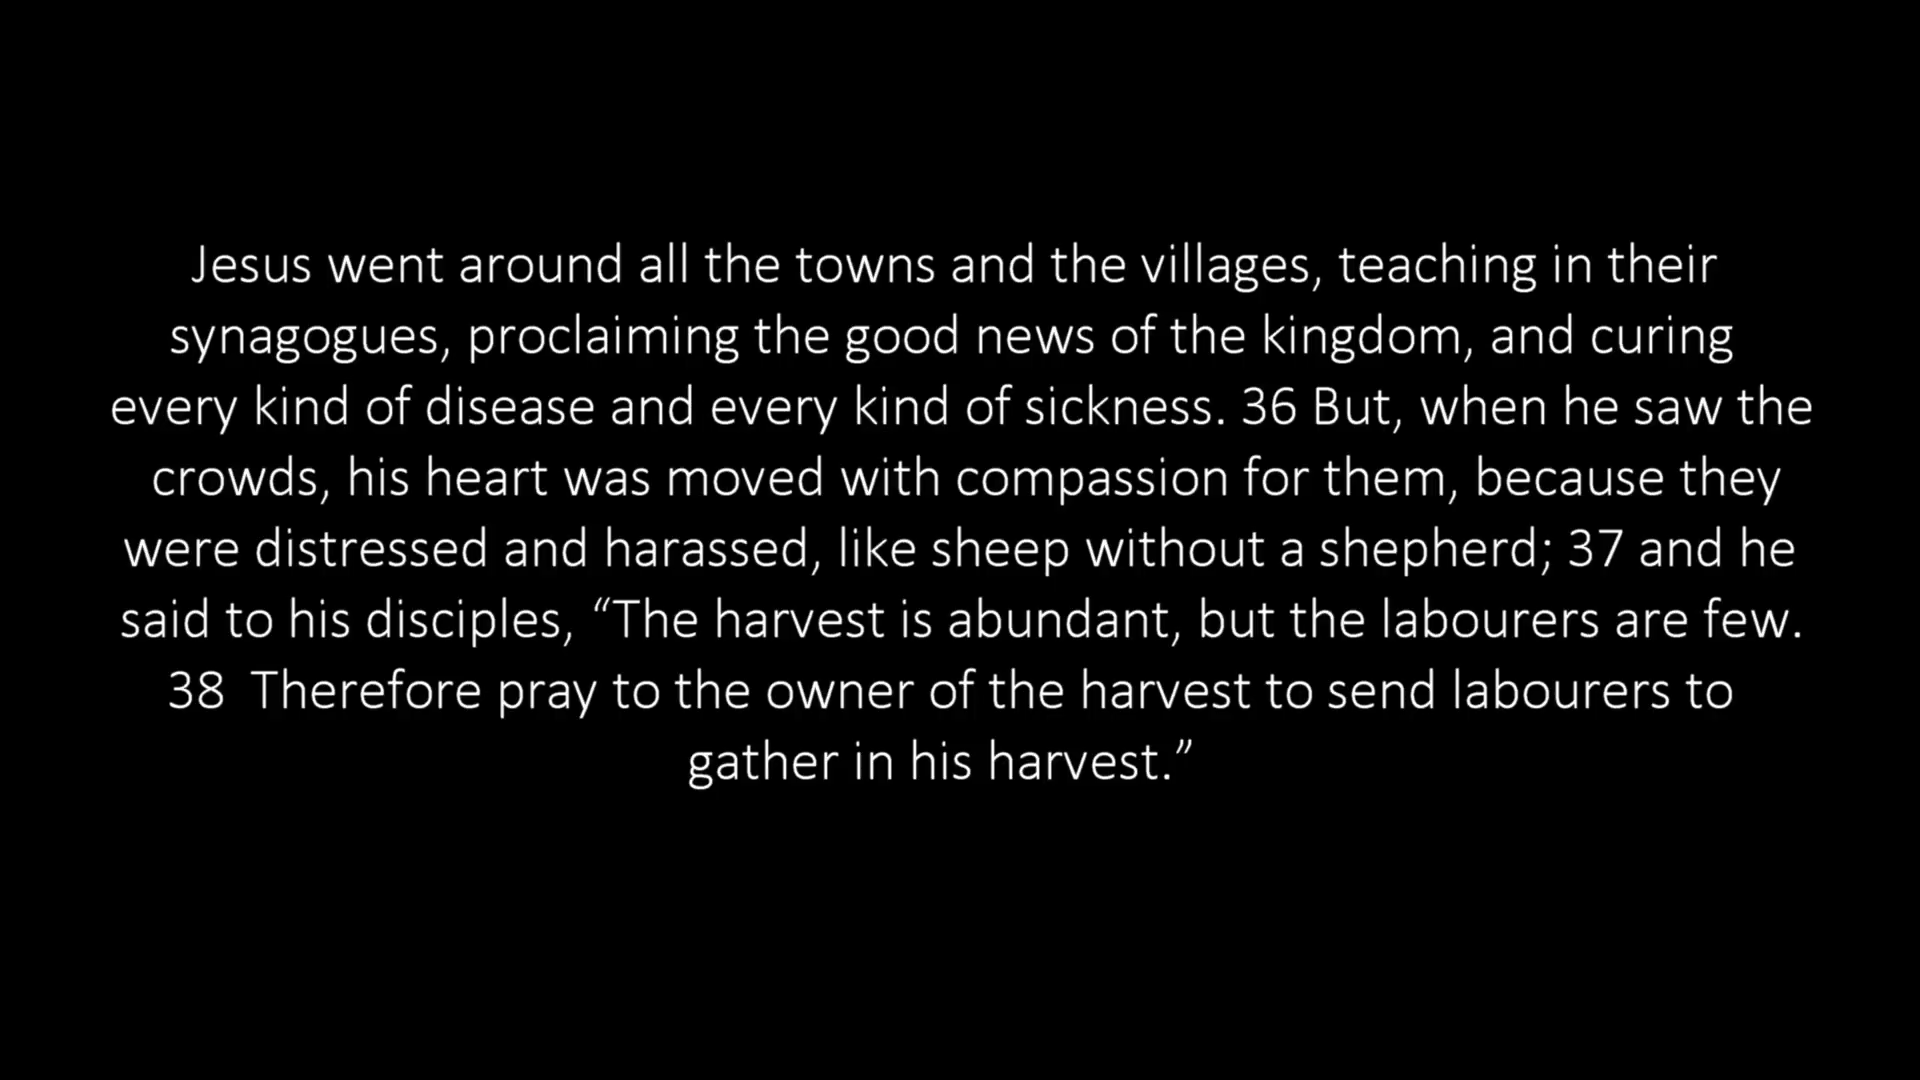 Jesus went around all the towns and the villages, teaching in their
synagogues, proclaiming the good news of the kingdom, and curing
every kind of disease and every kind of sickness. 36 But, when he saw the
crowds, his heart was moved with compassion for them, because they
were distressed and harassed, like sheep without a shepherd; 37 and he
said to his disciples, “The harvest is abundant, but the labourers are few.
38  Therefore pray to the owner of the harvest to send labourers to
gather in his harvest.”